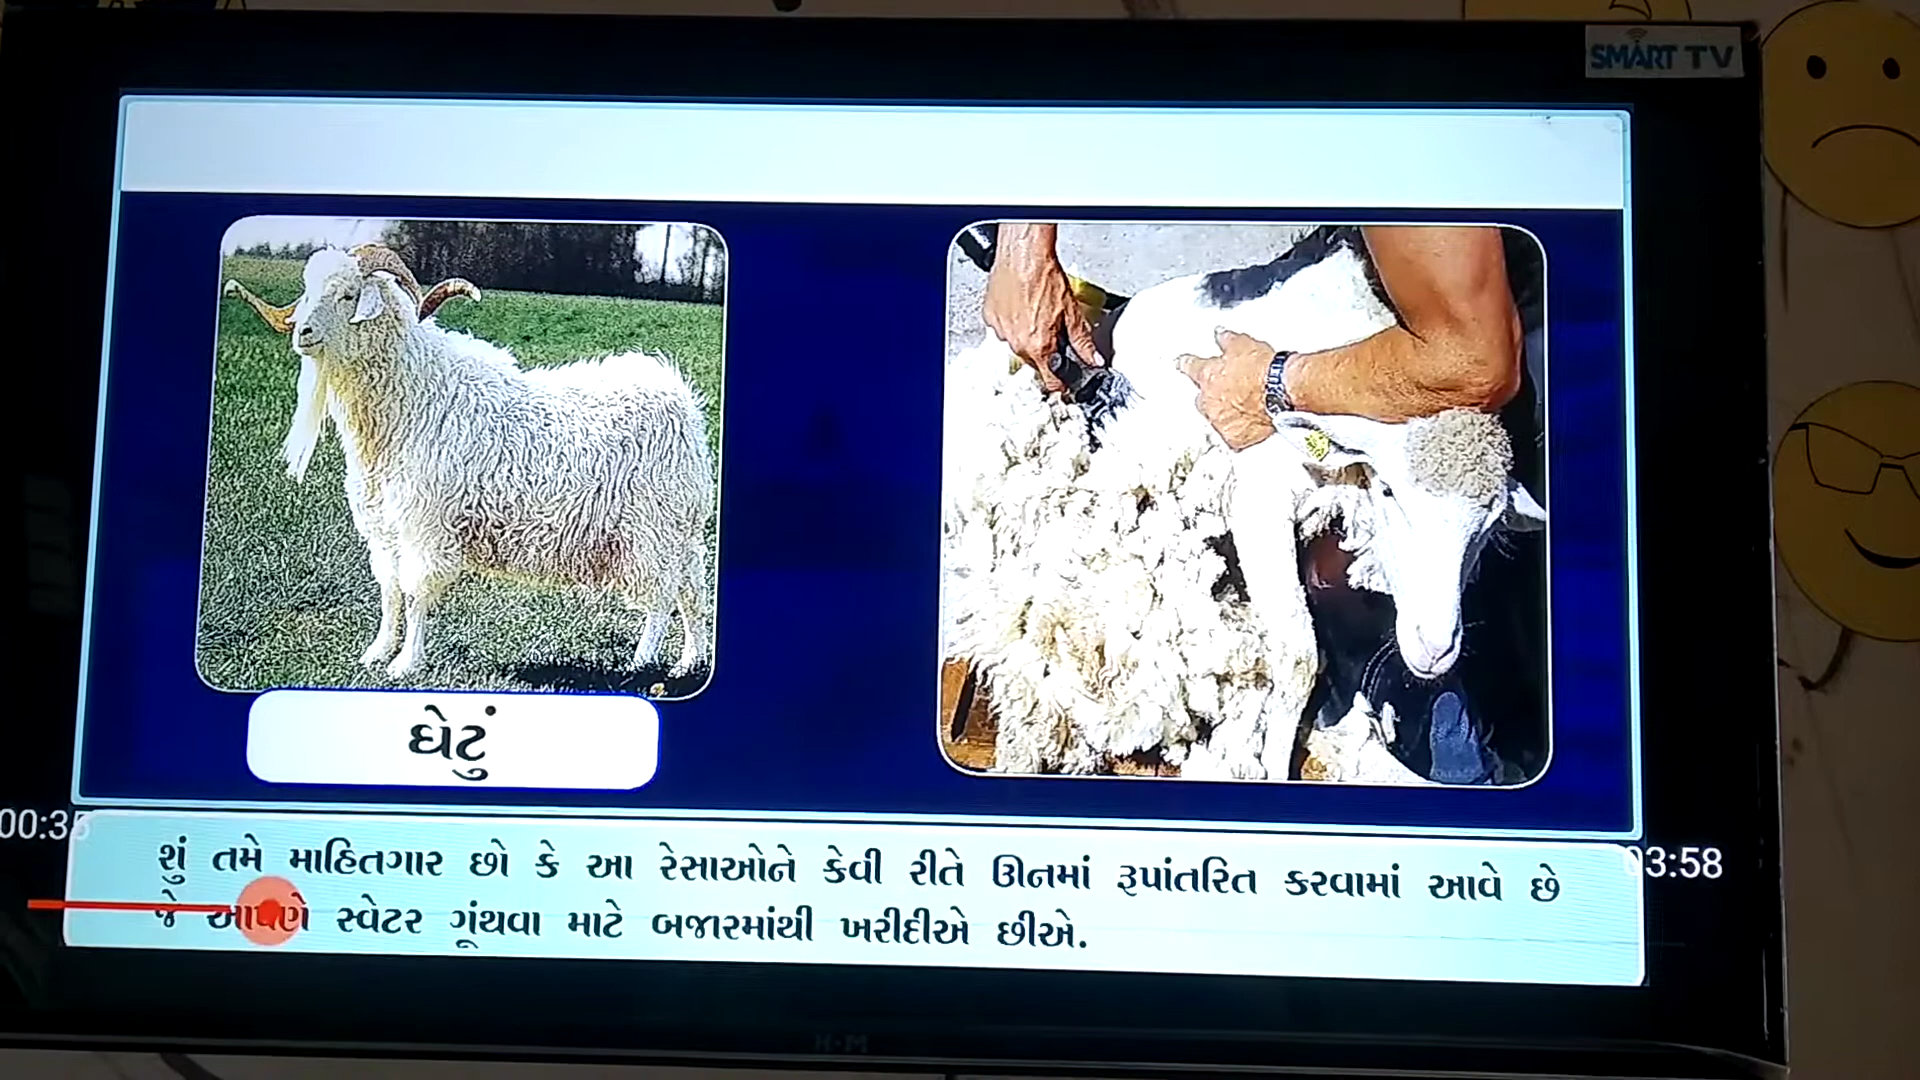 SMART TV
ઘેટું
00:35
03:58
શું તમે માહિતગાર છો કે આ રેસાઓને કેવી રીતે ઊનમાં રૂપાંતરિત કરવામાં આવે છે
જે આપણે સ્વેટર ગૂંથવા માટે બજારમાંથી ખરીદીએ છીએ.